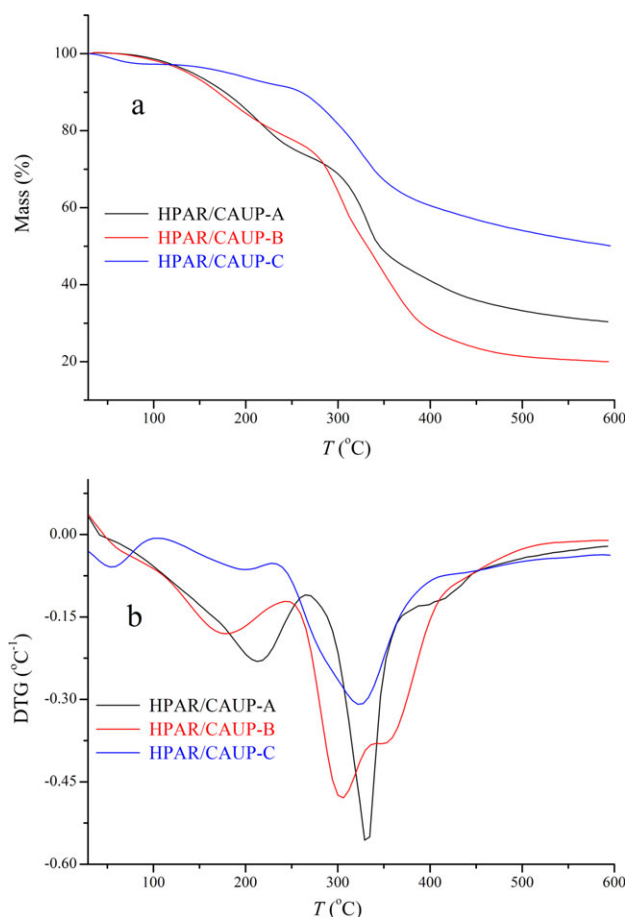 100
80
60
40
20
Mass (%)
a
HPAR/CAUP-A
HPAR/CAUP-B
HPAR/CAUP-C
100 200 300 400 500 600
T (°C)
0.00
-0.15
-0.30
-0.45
-0.60
DTG (°C⁻¹)
b
HPAR/CAUP-A
HPAR/CAUP-B
HPAR/CAUP-C
100 200 300 400 500 600
T (°C)